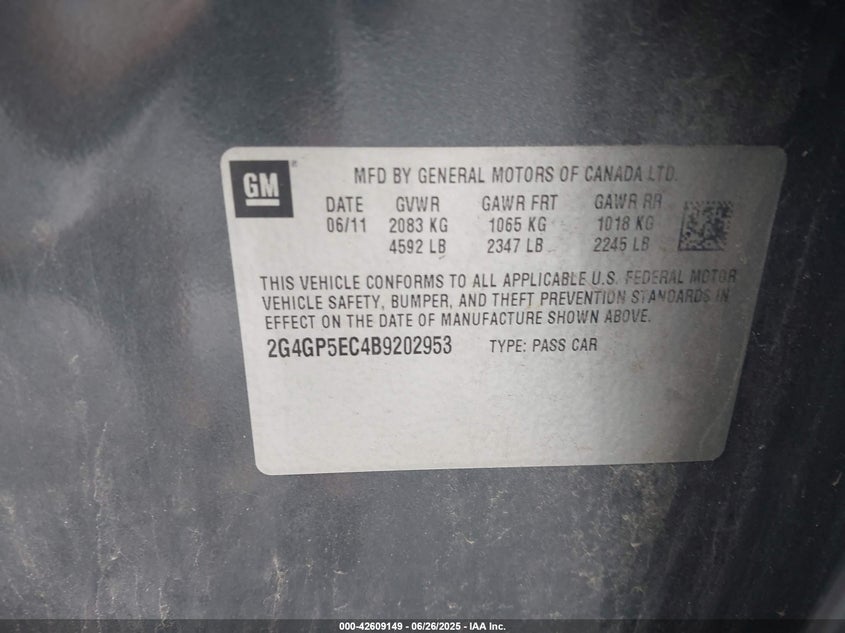 GM
MFD BY GENERAL MOTORS OF CANADA LTD.
DATE GVWR GAWR FRT GAWR RR
06/11 2083 KG 1065 KG 1018 KG
4592 LB 2347 LB 2245 LB
THIS VEHICLE CONFORMS TO ALL APPLICABLE U.S. FEDERAL MOTOR
VEHICLE SAFETY, BUMPER, AND THEFT PREVENTION STANDARDS IN
EFFECT ON THE DATE OF MANUFACTURE SHOWN ABOVE.
2G4GP5EC4B9202953 TYPE: PASS CAR
000-42609149 - 06/26/2025 - IAA Inc.